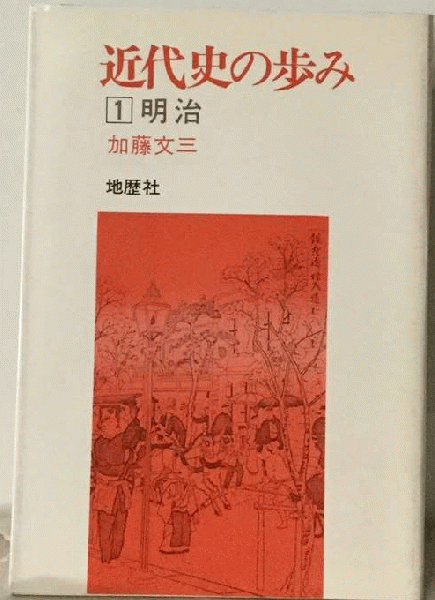 近代史の歩み
1 明治
加藤文三
地歴社